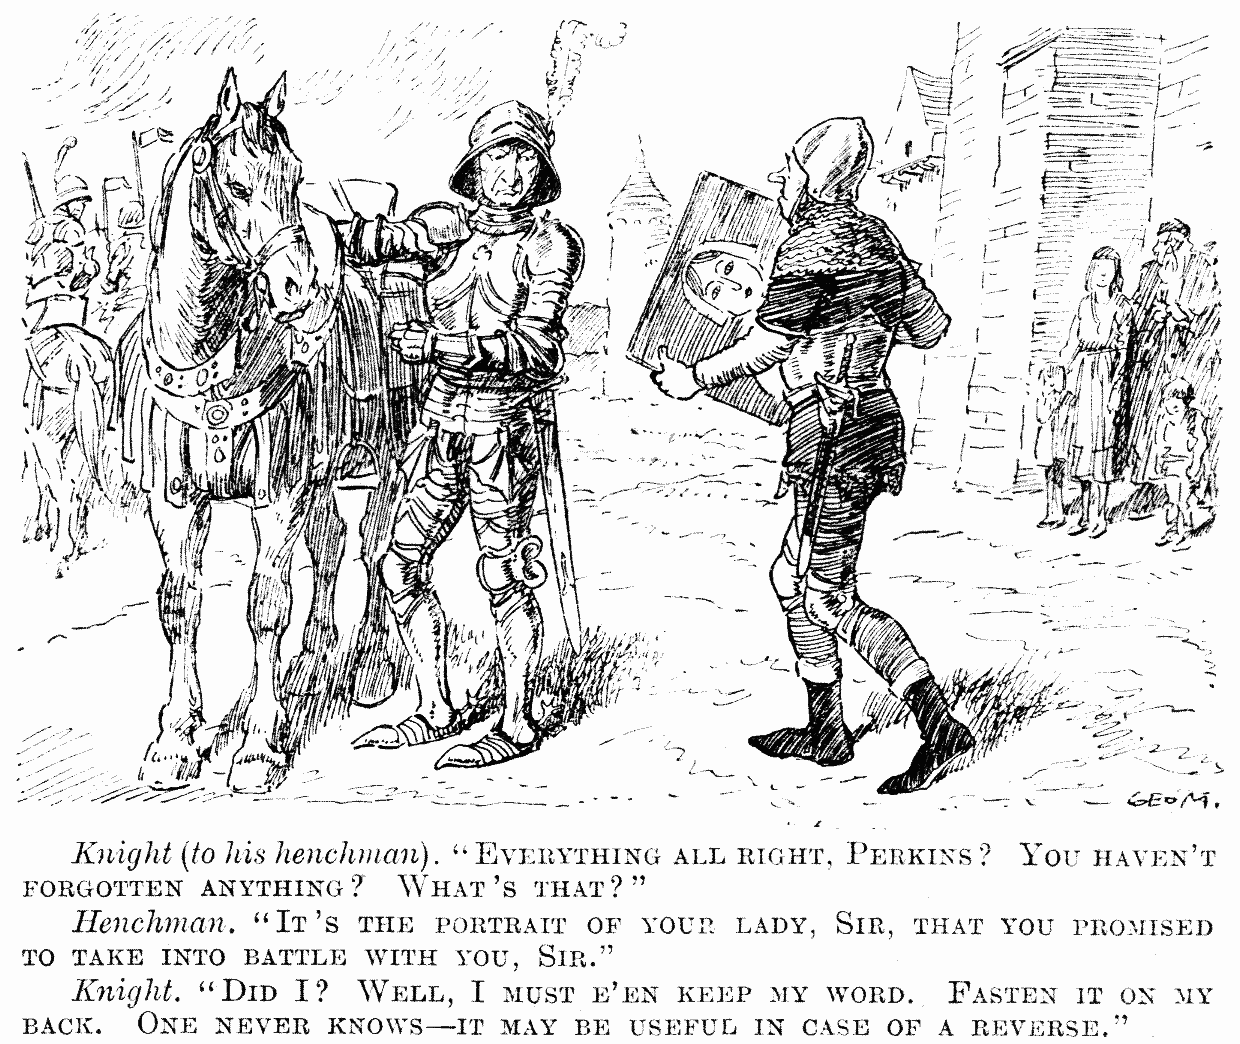 GEOM.
Knight (to his henchman). “EVERYTHING ALL RIGHT, PERKINS? YOU HAVEN'T
FORGOTTEN ANYTHING? WHAT'S THAT?”
Henchman. “IT'S THE PORTRAIT OF YOUR LADY, SIR, THAT YOU PROMISED
TO TAKE INTO BATTLE WITH YOU, SIR.”
Knight. “DID I? WELL, I MUST E'EN KEEP MY WORD. FASTEN IT ON MY
BACK. ONE NEVER KNOWS—IT MAY BE USEFUL IN CASE OF A REVERSE.”